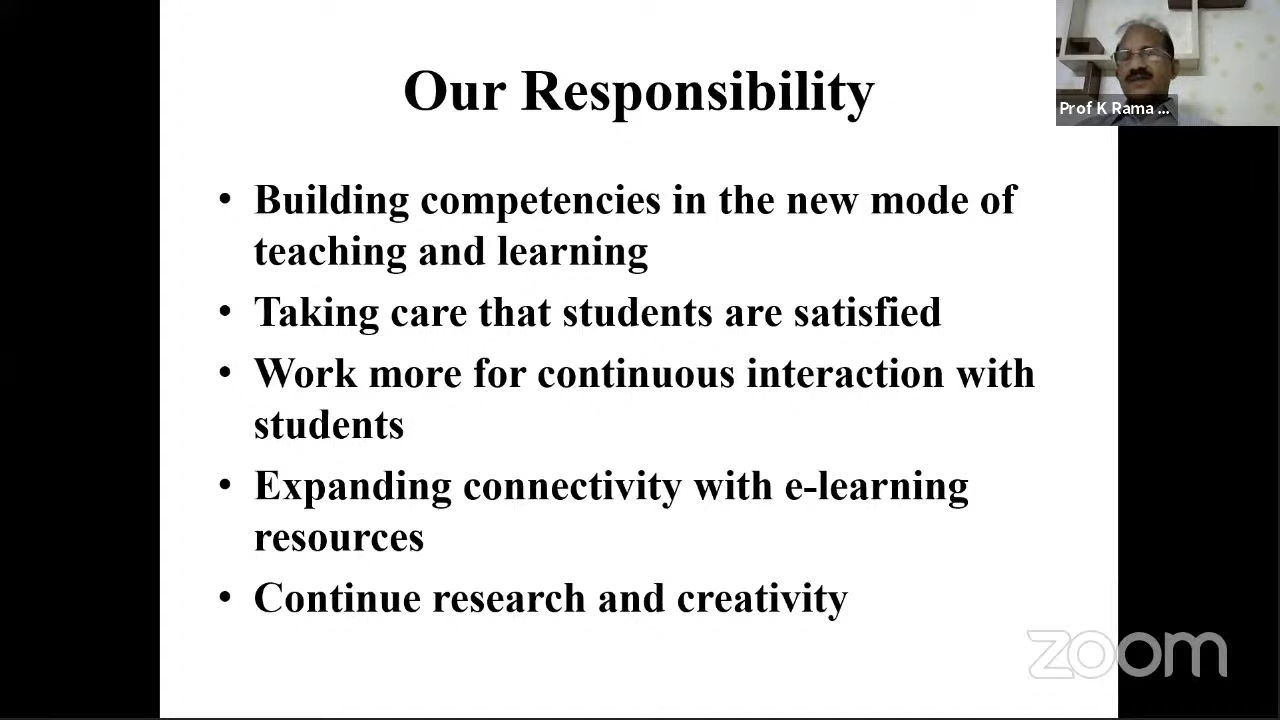 Our Responsibility
Prof K Rama ...
• Building competencies in the new mode of
teaching and learning
• Taking care that students are satisfied
• Work more for continuous interaction with
students
• Expanding connectivity with e-learning
resources
• Continue research and creativity
zoom